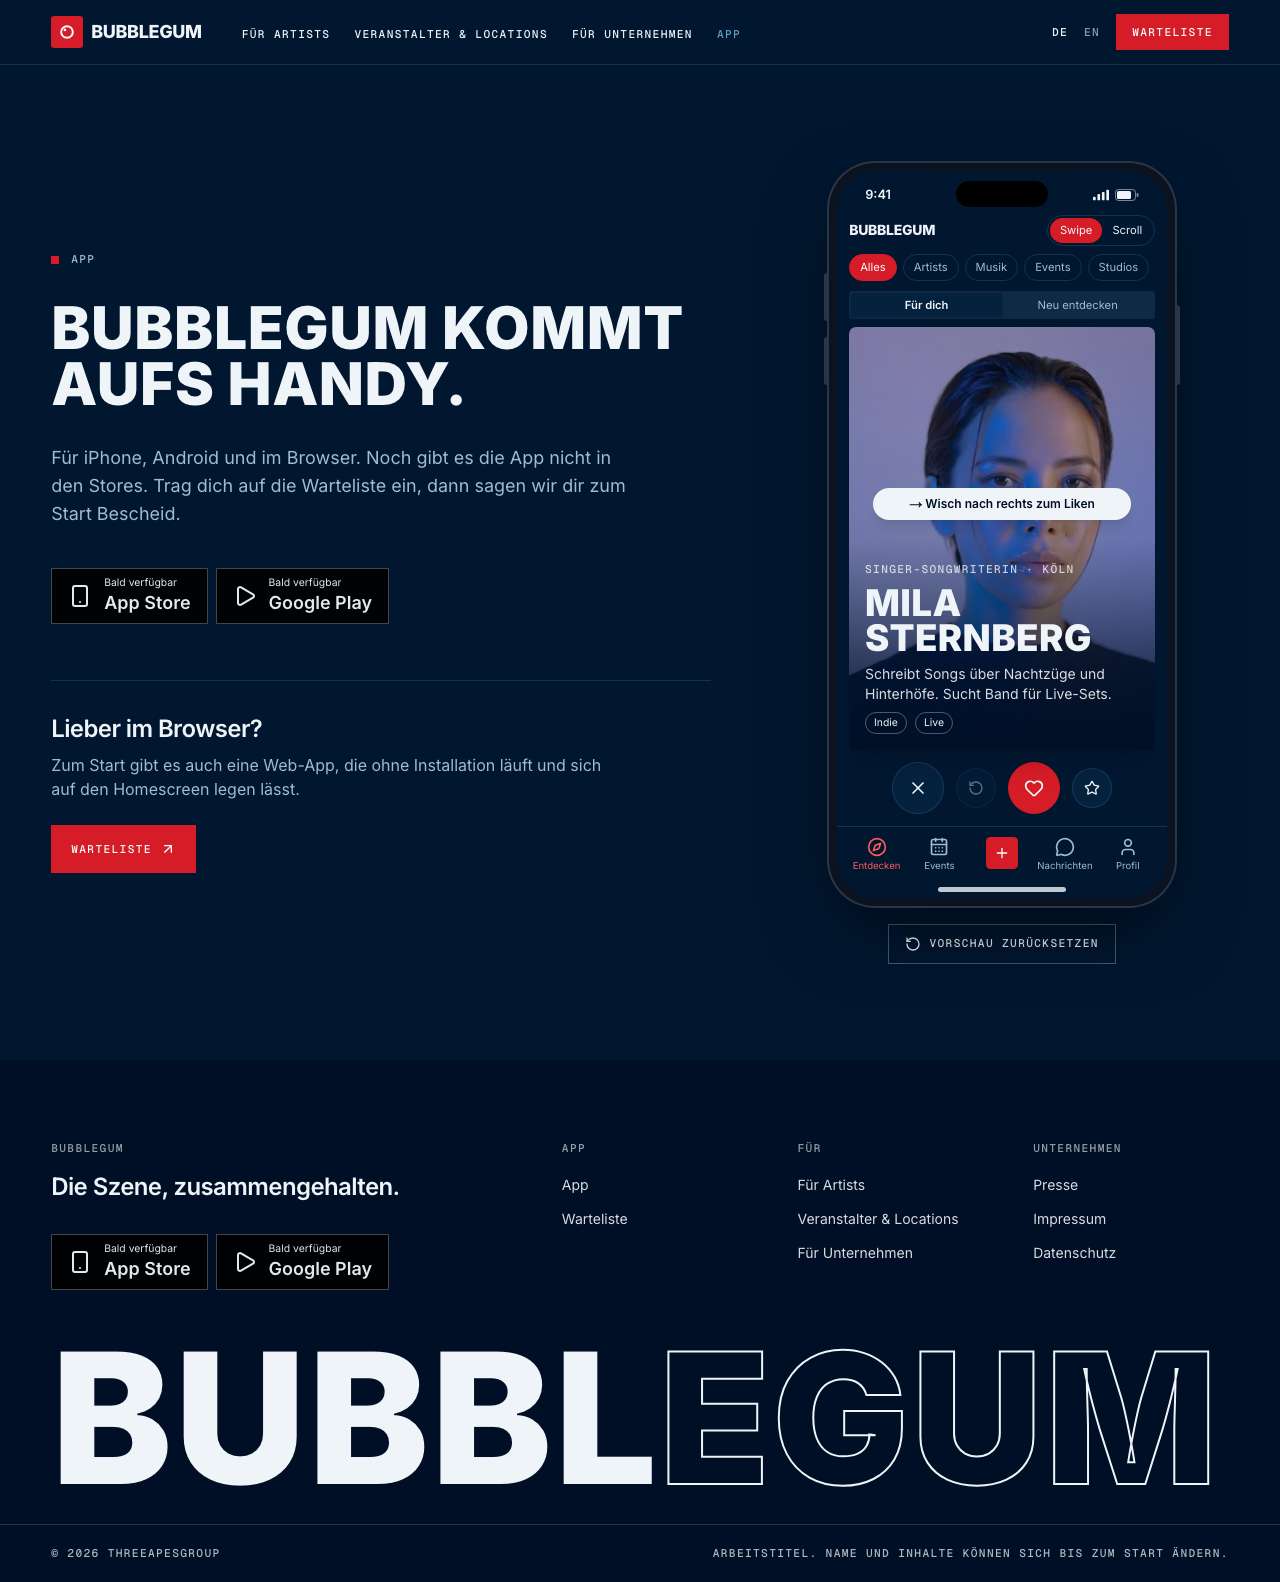 BUBBLEGUM
FÜR ARTISTS
VERANSTALTER & LOCATIONS
FÜR UNTERNEHMEN
APP
DE
EN
WARTELISTE
APP
BUBBLEGUM KOMMT
AUFS HANDY.
Für iPhone, Android und im Browser. Noch gibt es die App nicht in
den Stores. Trag dich auf die Warteliste ein, dann sagen wir dir zum
Start Bescheid.
Bald verfügbar
App Store
Bald verfügbar
Google Play
Lieber im Browser?
Zum Start gibt es auch eine Web-App, die ohne Installation läuft und sich
auf den Homescreen legen lässt.
WARTELISTE
9:41
BUBBLEGUM
Swipe
Scroll
Alles
Artists
Musik
Events
Studios
Für dich
Neu entdecken
→ Wisch nach rechts zum Liken
SINGER-SONGWRITERIN · KÖLN
MILA
STERNBERG
Schreibt Songs über Nachtzüge und
Hinterhöfe. Sucht Band für Live-Sets.
Indie
Live
Entdecken
Events
Nachrichten
Profil
VORSCHAU ZURÜCKSETZEN
BUBBLEGUM
Die Szene, zusammengehalten.
Bald verfügbar
App Store
Bald verfügbar
Google Play
APP
App
Warteliste
FÜR
Für Artists
Veranstalter & Locations
Für Unternehmen
UNTERNEHMEN
Presse
Impressum
Datenschutz
BUBBLEGUM
© 2026 THREEAPESGROUP
ARBEITSTITEL. NAME UND INHALTE KÖNNEN SICH BIS ZUM START ÄNDERN.